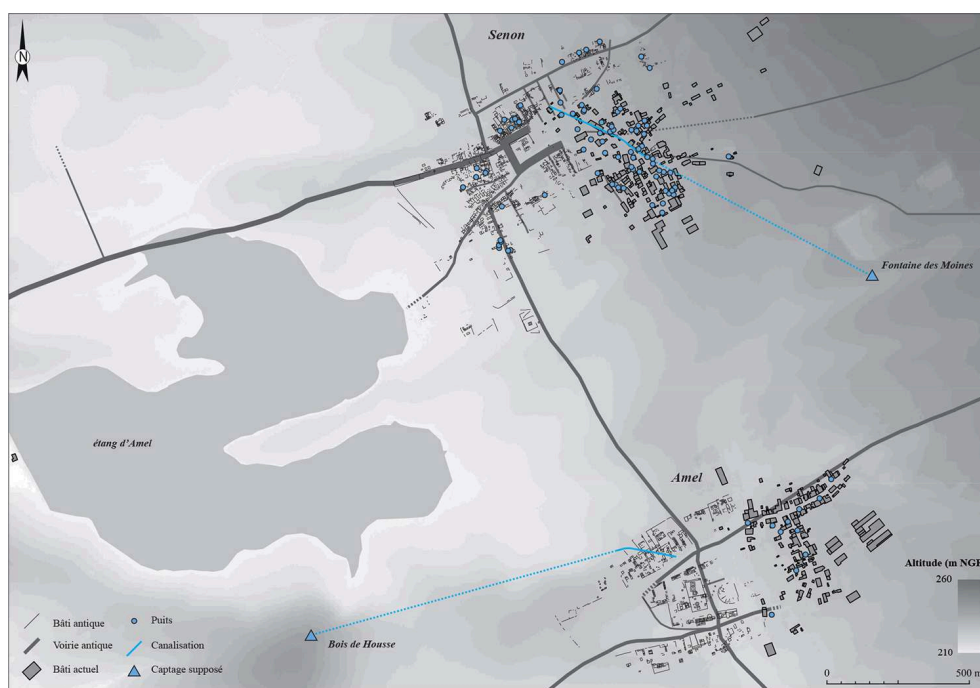 N
Senon
Fontaine des Moines
étang d'Amel
Amel
Bois de Housse
Altitude (m NGF
260
210
0
500 m
Bâti antique
Voirie antique
Bâti actuel
Puits
Canalisation
Captage supposé